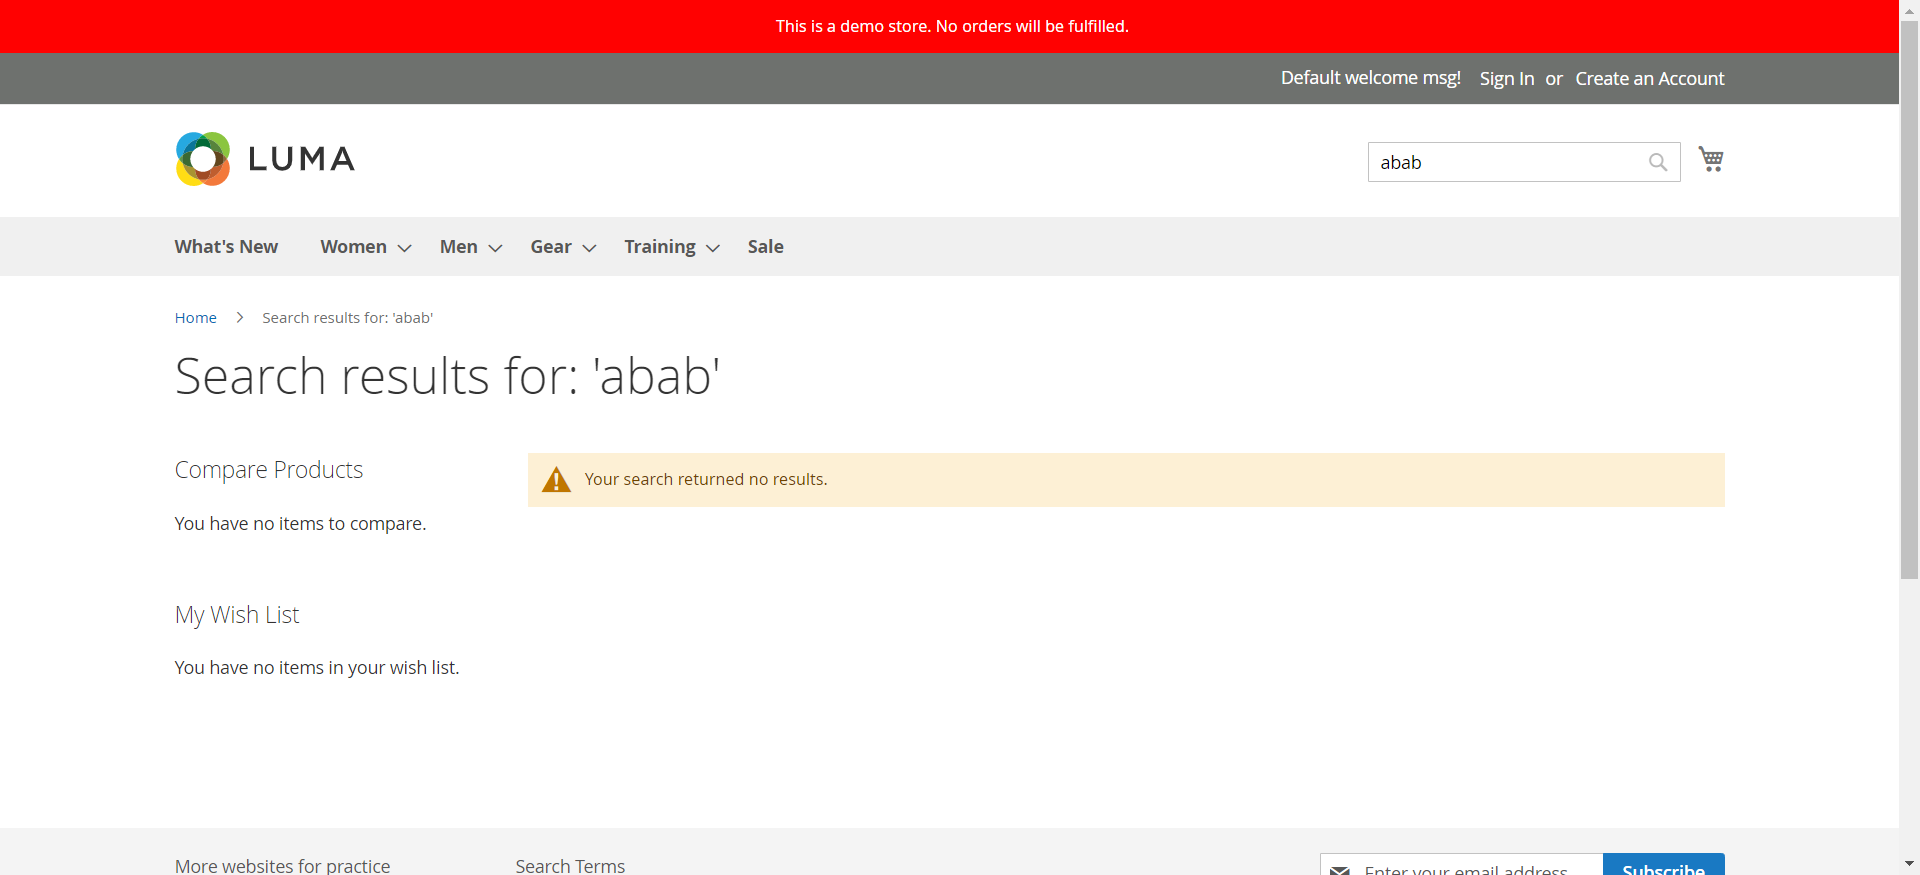 This is a demo store. No orders will be fulfilled.
Default welcome msg! Sign In or Create an Account
LUMA
abab
What's New Women Men Gear Training Sale
Home Search results for: 'abab'
Search results for: 'abab'
Compare Products
Your search returned no results.
You have no items to compare.
My Wish List
You have no items in your wish list.
More websites for practice
Search Terms
Enter your email address
Subscribe